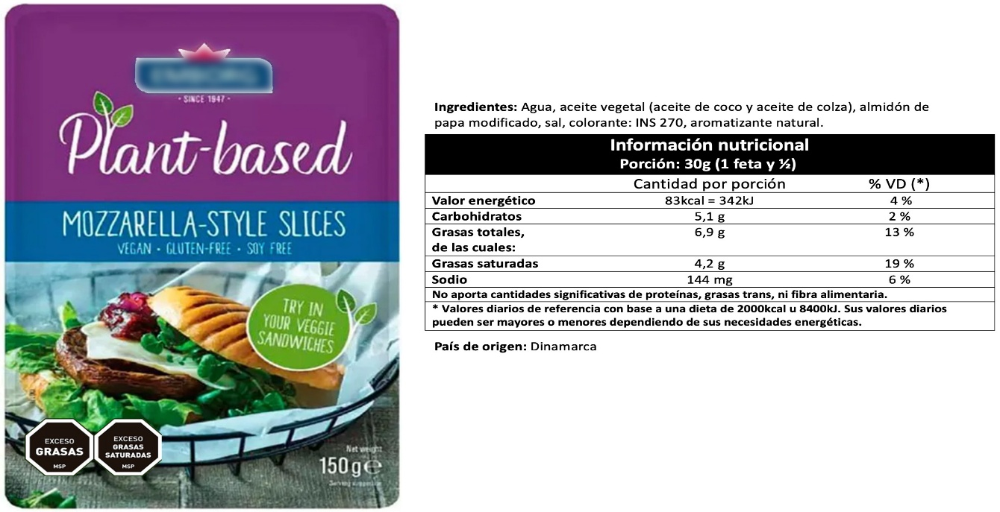 • SINCE 1947 •
Plant-based
MOZZARELLA-STYLE SLICES
VEGAN • GLUTEN-FREE • SOY FREE
TRY IN
YOUR VEGGIE
SANDWICHES
EXCESO
GRASAS
MSP
EXCESO
GRASAS
SATURADAS
MSP
Net weight
150 g ℮
Serving suggestion
Ingredientes: Agua, aceite vegetal (aceite de coco y aceite de colza), almidón de
papa modificado, sal, colorante: INS 270, aromatizante natural.
Información nutricional
Porción: 30g (1 feta y ½)
Cantidad por porción % VD (*)
Valor energético 83kcal = 342kJ 4 %
Carbohidratos 5,1 g 2 %
Grasas totales, 6,9 g 13 %
de las cuales:
Grasas saturadas 4,2 g 19 %
Sodio 144 mg 6 %
No aporta cantidades significativas de proteínas, grasas trans, ni fibra alimentaria.
* Valores diarios de referencia con base a una dieta de 2000kcal u 8400kJ. Sus valores diarios
pueden ser mayores o menores dependiendo de sus necesidades energéticas.
País de origen: Dinamarca